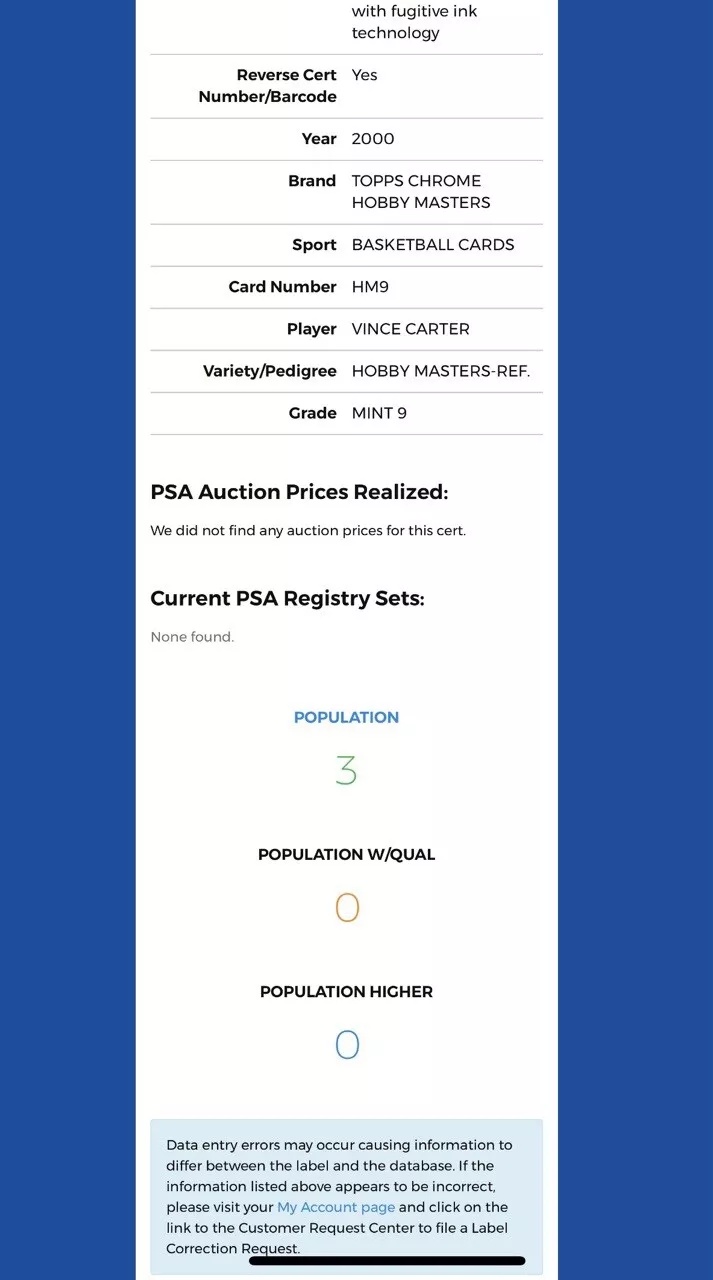 with fugitive ink
technology
Reverse Cert Yes
Number/Barcode
Year 2000
Brand TOPPS CHROME
HOBBY MASTERS
Sport BASKETBALL CARDS
Card Number HM9
Player VINCE CARTER
Variety/Pedigree HOBBY MASTERS-REF.
Grade MINT 9
PSA Auction Prices Realized:
We did not find any auction prices for this cert.
Current PSA Registry Sets:
None found.
POPULATION
3
POPULATION W/QUAL
0
POPULATION HIGHER
0
Data entry errors may occur causing information to
differ between the label and the database. If the
information listed above appears to be incorrect,
please visit your My Account page and click on the
link to the Customer Request Center to file a Label
Correction Request.